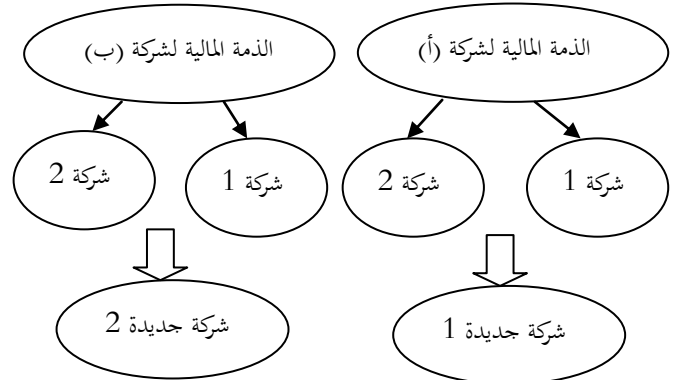 الذمة المالية لشركة (أ)
الذمة المالية لشركة (ب)
شركة 1
شركة 2
شركة 1
شركة 2
شركة جديدة 1
شركة جديدة 2